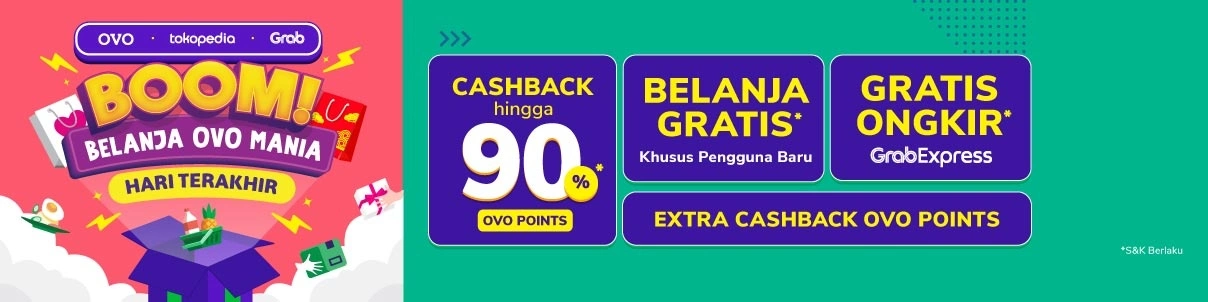 OVO · tokopedia · Grab
BOOM!
BELANJA OVO MANIA
HARI TERAKHIR
CASHBACK
hingga
90%*
OVO POINTS
BELANJA
GRATIS*
Khusus Pengguna Baru
GRATIS
ONGKIR*
GrabExpress
EXTRA CASHBACK OVO POINTS
*S&K Berlaku